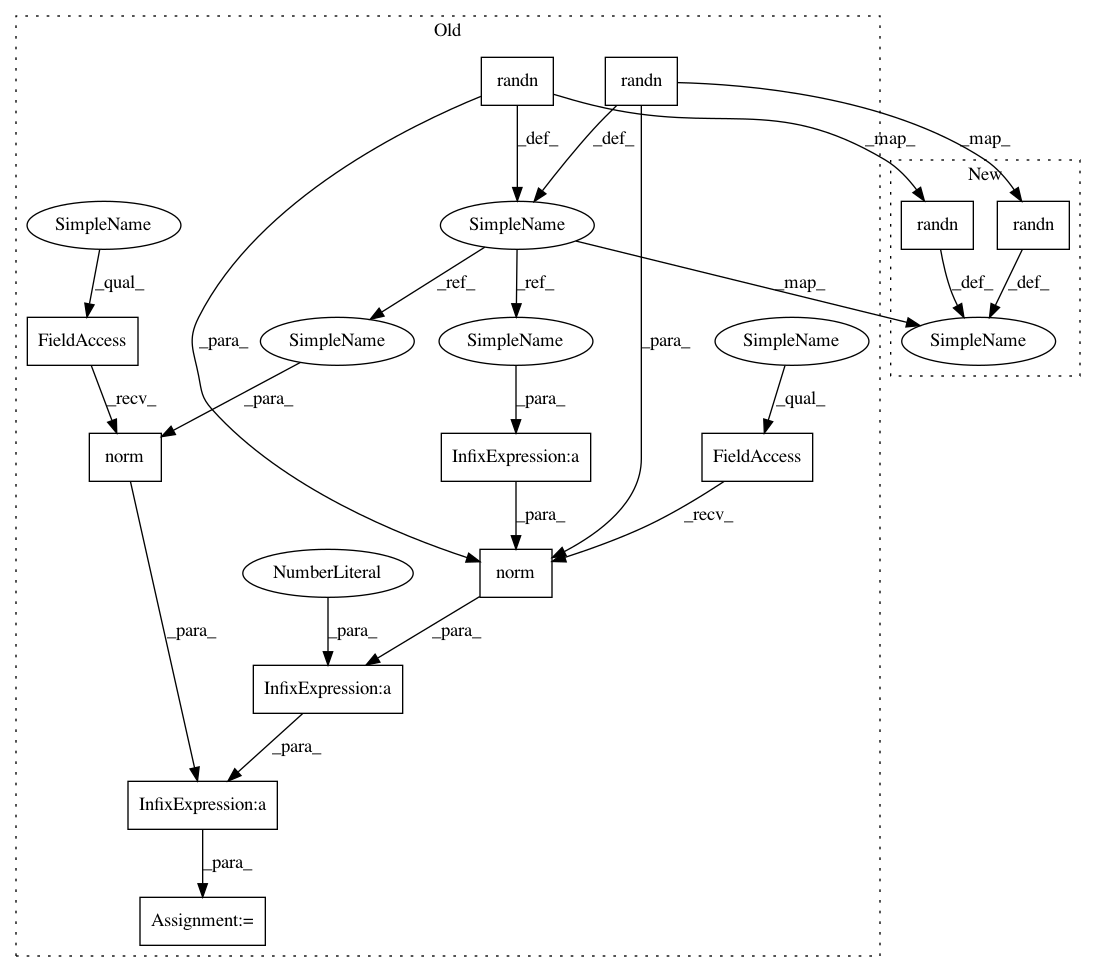 Old
randn
randn
_def_
_def_
_map_
_map_
New
SimpleName
SimpleName
randn
randn
_qual_
_ref_
_ref_
_map_
_def_
_def_
FieldAccess
_para_
SimpleName
SimpleName
_para_
SimpleName
SimpleName
_recv_
_para_
_para_
_qual_
norm
InfixExpression:a
FieldAccess
_para_
_recv_
NumberLiteral
norm
_para_
_para_
_para_
InfixExpression:a
_para_
InfixExpression:a
_para_
Assignment:=